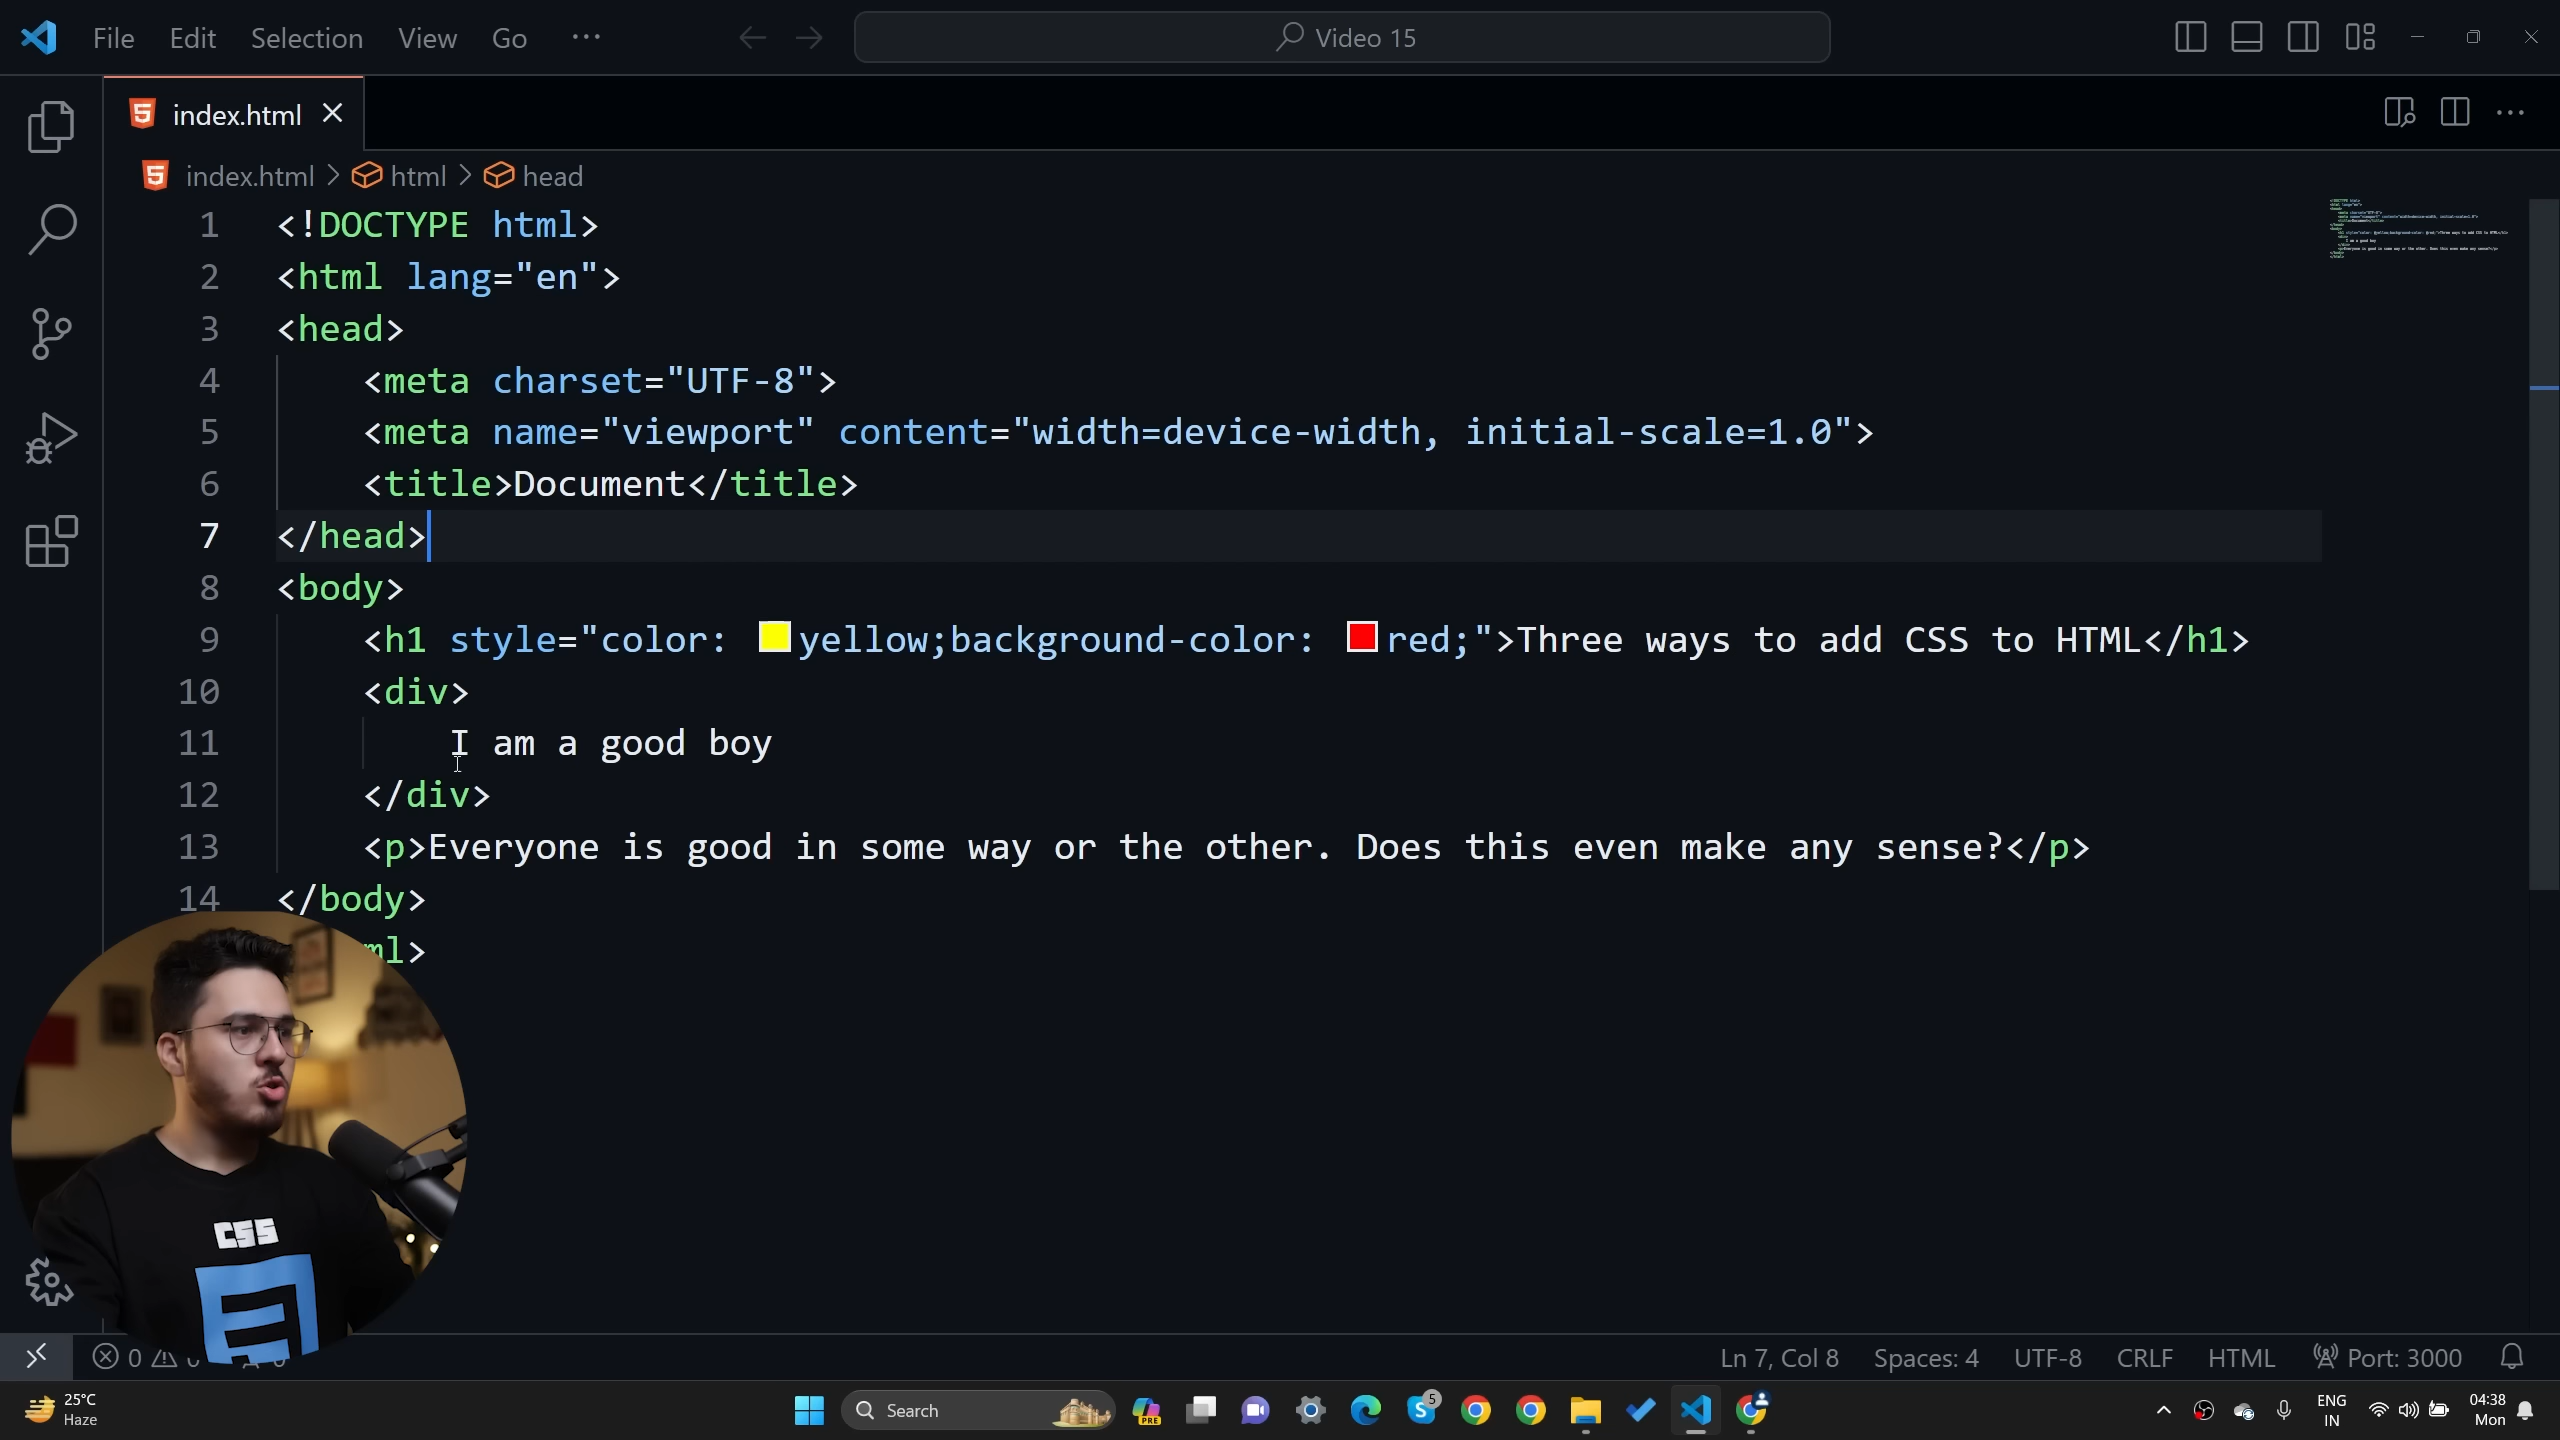 File Edit Selection View Go ··· Video 15
index.html
index.html > html > head
1 <!DOCTYPE html>
2 <html lang="en">
3 <head>
4 <meta charset="UTF-8">
5 <meta name="viewport" content="width=device-width, initial-scale=1.0">
6 <title>Document</title>
7 </head>
8 <body>
9 <h1 style="color: yellow;background-color: red;">Three ways to add CSS to HTML</h1>
10 <div>
11 I am a good boy
12 </div>
13 <p>Everyone is good in some way or the other. Does this even make any sense?</p>
14 </body>
ml>
CSS
0 Ln 7, Col 8 Spaces: 4 UTF-8 CRLF HTML Port: 3000
25°C
Haze
Search
PRE
5
ENG
IN
04:38
Mon